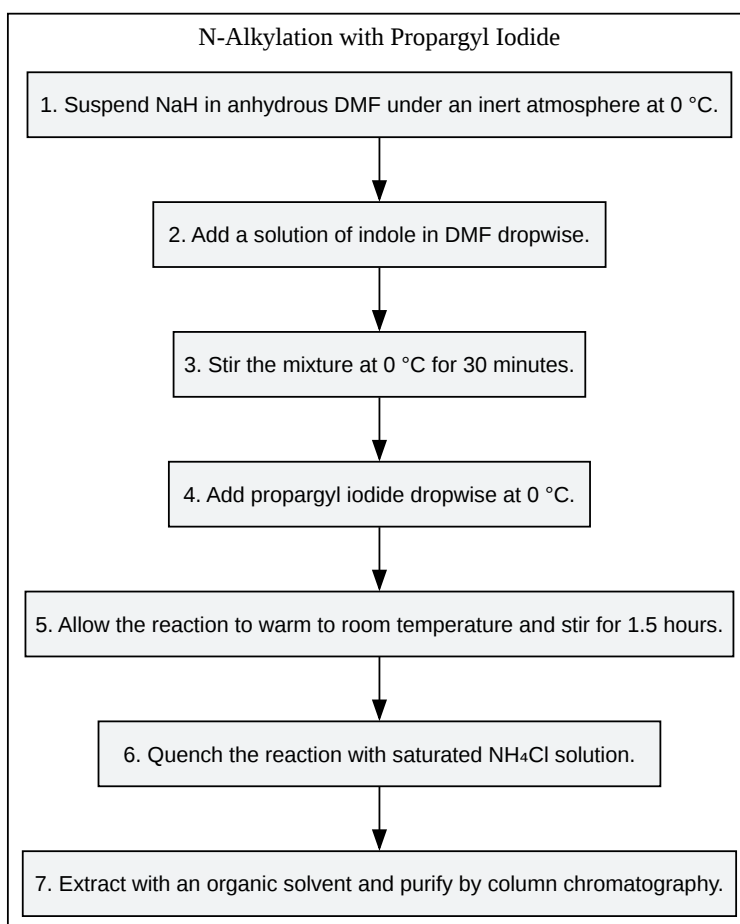 N-Alkylation with Propargyl Iodide
1. Suspend NaH in anhydrous DMF under an inert atmosphere at 0 °C.
2. Add a solution of indole in DMF dropwise.
3. Stir the mixture at 0 °C for 30 minutes.
4. Add propargyl iodide dropwise at 0 °C.
5. Allow the reaction to warm to room temperature and stir for 1.5 hours.
6. Quench the reaction with saturated NH₄Cl solution.
7. Extract with an organic solvent and purify by column chromatography.